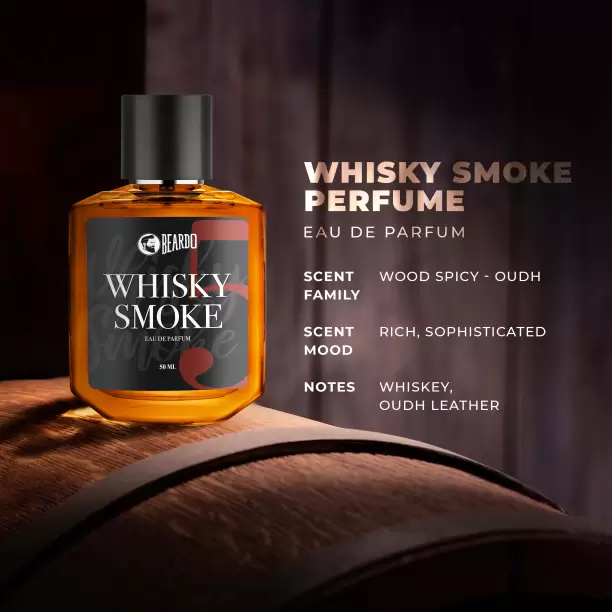 BEARDO
WHISKY
SMOKE
EAU DE PARFUM
50 ML
WHISKY SMOKE
PERFUME
EAU DE PARFUM
SCENT
FAMILY
WOOD SPICY - OUDH
SCENT
MOOD
RICH, SOPHISTICATED
NOTES
WHISKEY,
OUDH LEATHER